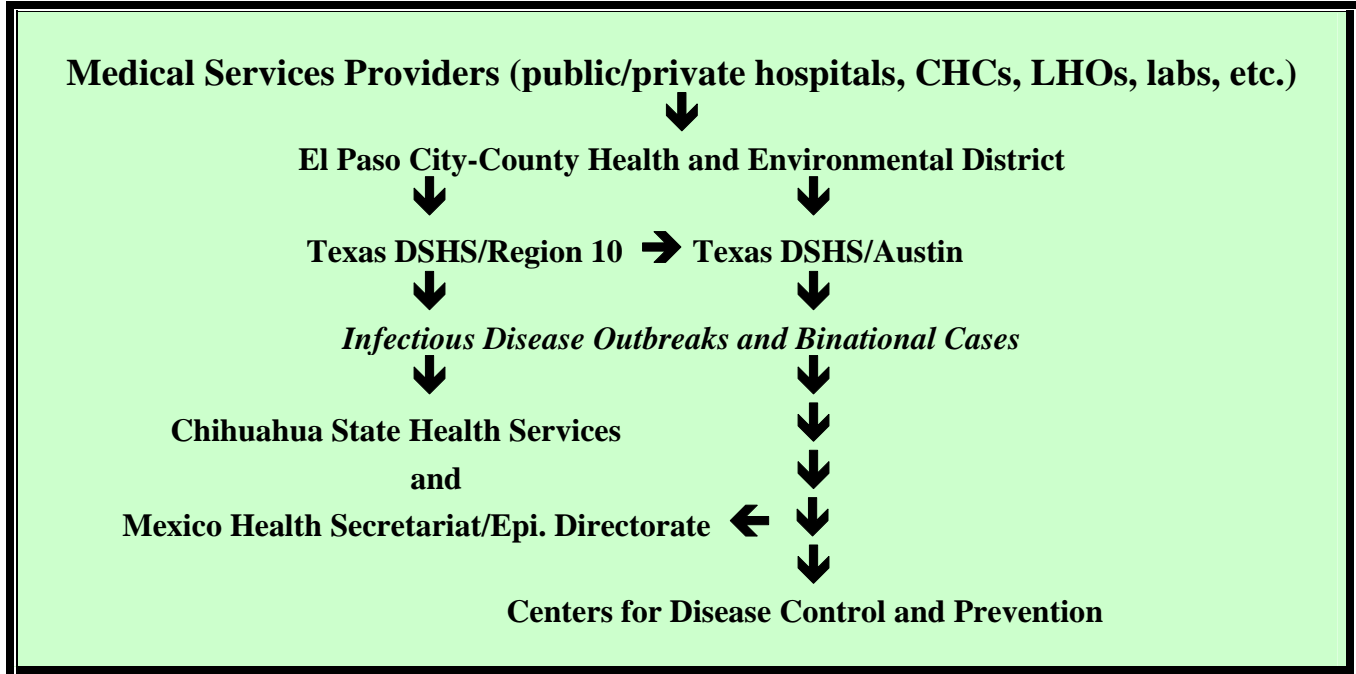 Medical Services Providers (public/private hospitals, CHCs, LHOs, labs, etc.)
El Paso City-County Health and Environmental District
Texas DSHS/Region 10 ➔ Texas DSHS/Austin
Infectious Disease Outbreaks and Binational Cases
Chihuahua State Health Services
and
Mexico Health Secretariat/Epi. Directorate
Centers for Disease Control and Prevention